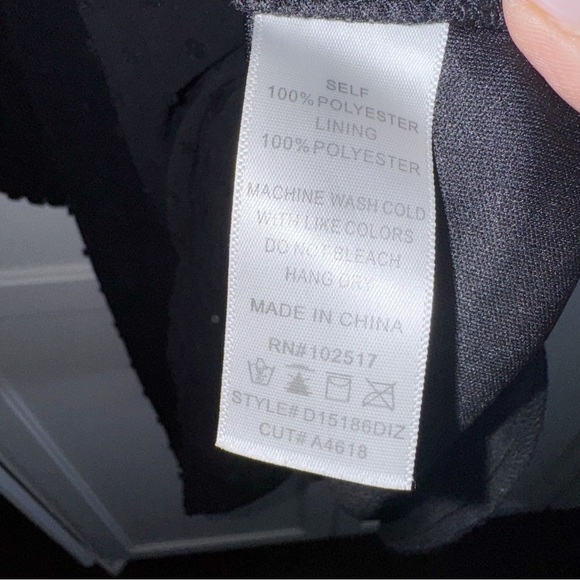 SELF
100% POLYESTER
LINING
100% POLYESTER
MACHINE WASH COLD
WITH LIKE COLORS
DO NOT BLEACH
HANG DRY
MADE IN CHINA
RN#102517
STYLE# D15186DIZ
CUT# A4618